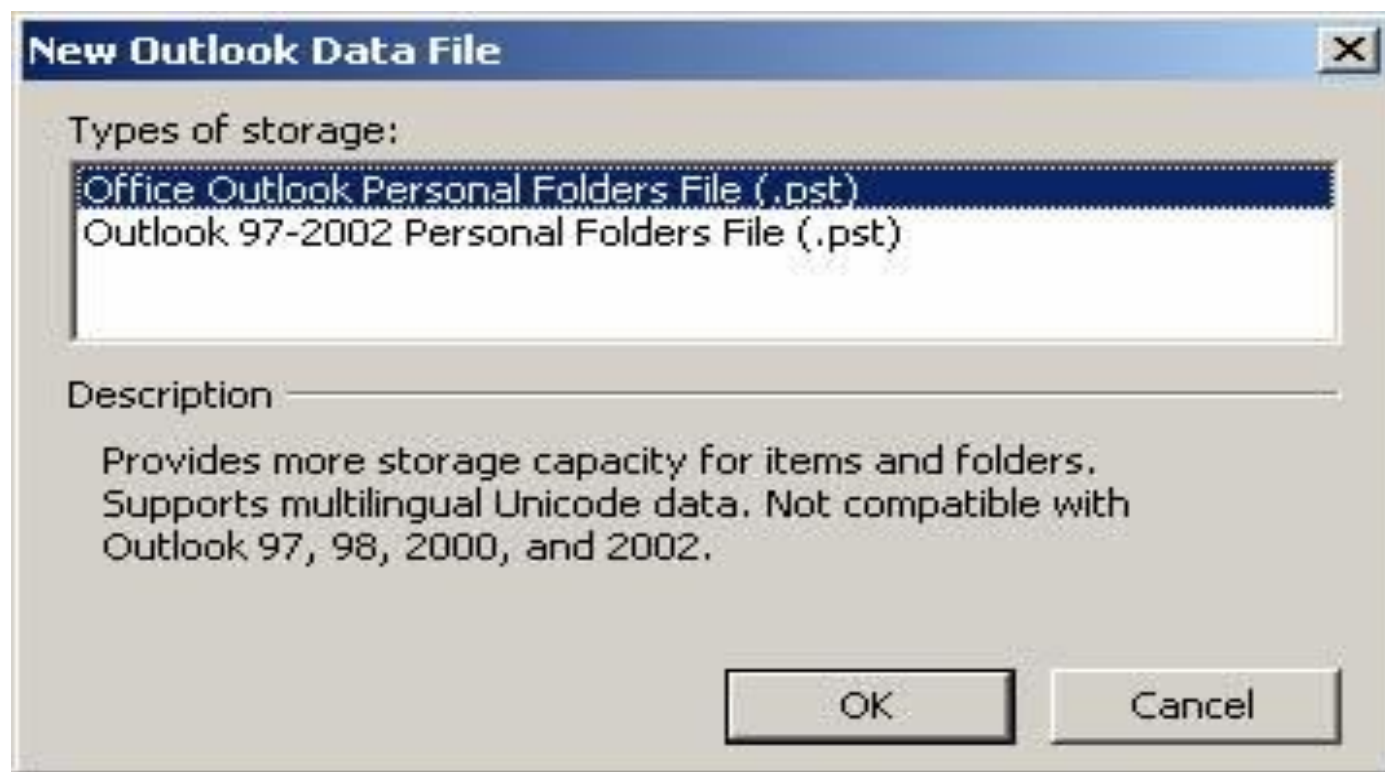 New Outlook Data File
Types of storage:
Office Outlook Personal Folders File (.pst)
Outlook 97-2002 Personal Folders File (.pst)
Description
Provides more storage capacity for items and folders.
Supports multilingual Unicode data. Not compatible with
Outlook 97, 98, 2000, and 2002.
OK
Cancel